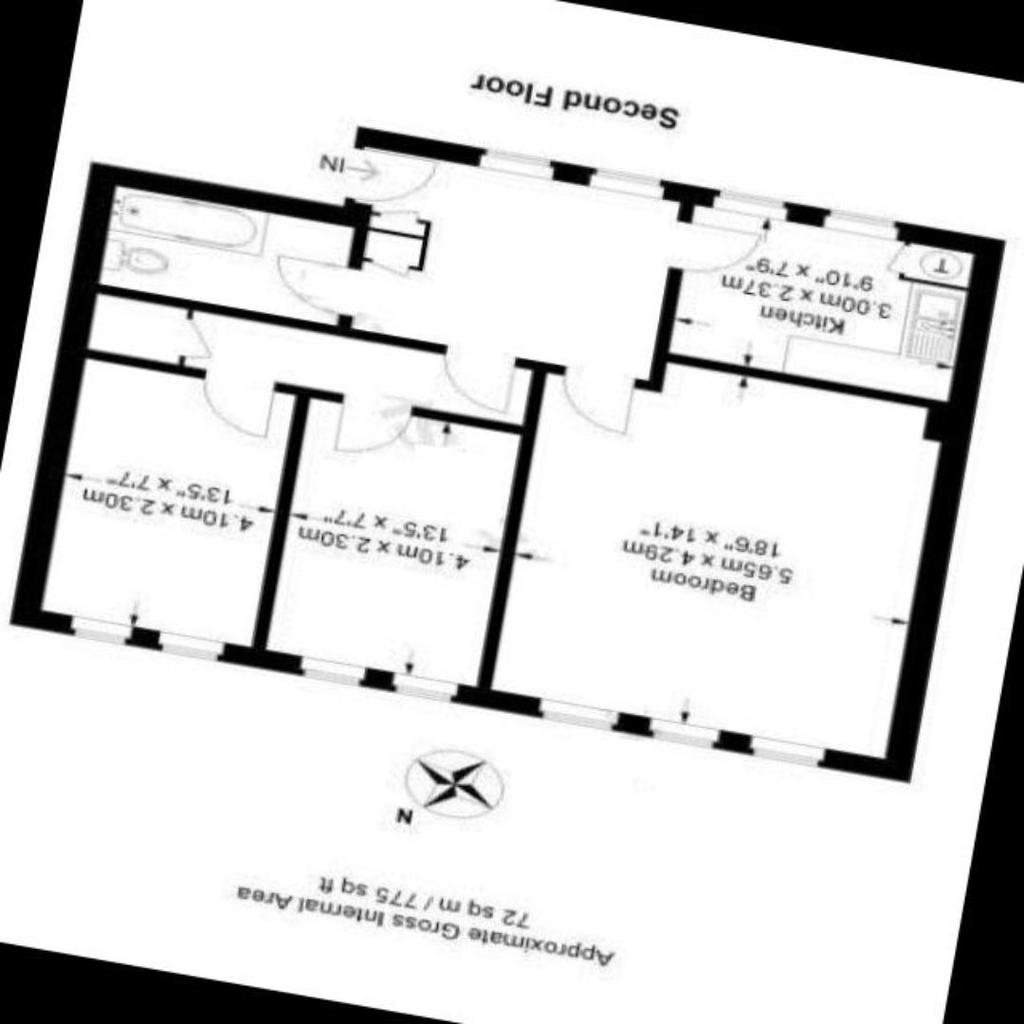 Approximate Gross Internal Area
72 sq m / 775 sq ft
N
Bedroom
5.65m x 4.29m
18'6" x 14'1"
4.10m x 2.30m
13'5" x 7'7"
4.10m x 2.30m
13'5" x 7'7"
Kitchen
3.00m x 2.37m
9'10" x 7'9"
T
IN
Second Floor